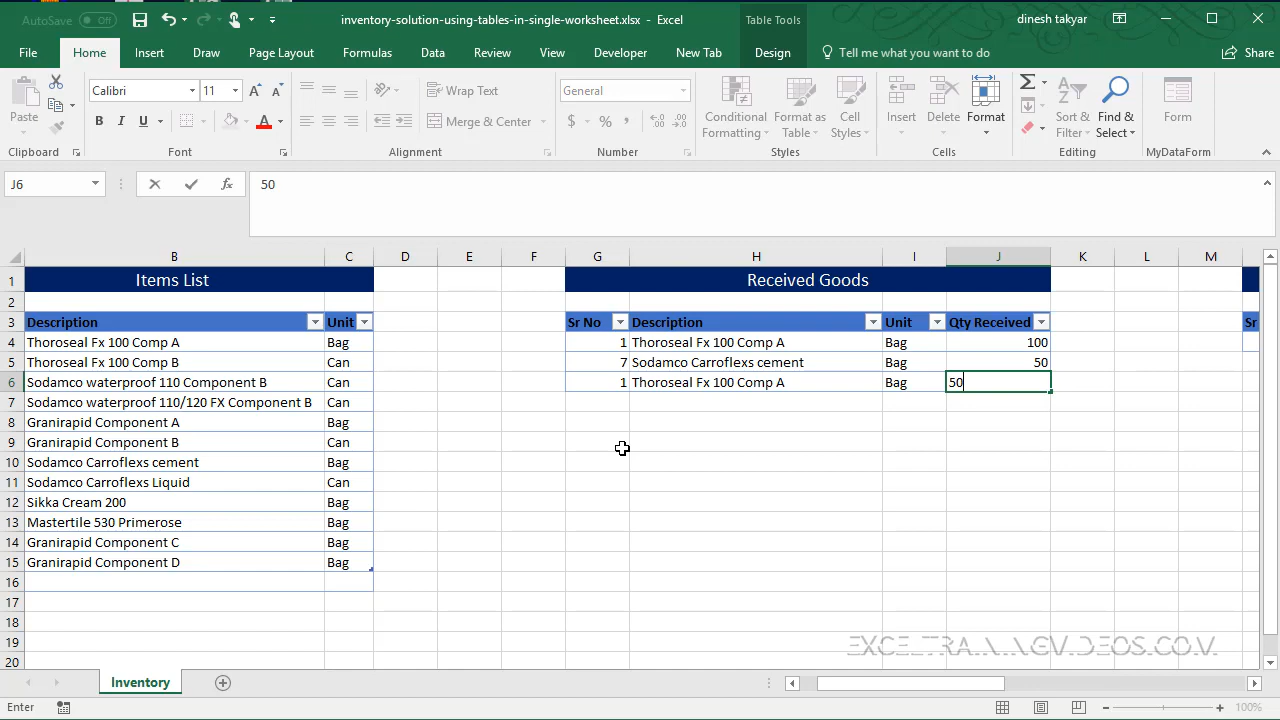 AutoSave Off
inventory-solution-using-tables-in-single-worksheet.xlsx - Excel
Table Tools
dinesh takyar
File Home Insert Draw Page Layout Formulas Data Review View Developer New Tab Design Tell me what you want to do Share
Calibri 11
Wrap Text
General
Paste
B I U
Merge & Center
$ % ,
Conditional Formatting
Format as Table
Cell Styles
Insert
Delete
Format
Sort & Filter
Find & Select
Form
Clipboard Font Alignment Number Styles Cells Editing MyDataForm
J6 fx 50
B C D E F G H I J K L M
1 Items List Received Goods
2
3 Description Unit Sr No Description Unit Qty Received Sr
4 Thoroseal Fx 100 Comp A Bag 1 Thoroseal Fx 100 Comp A Bag 100
5 Thoroseal Fx 100 Comp B Can 7 Sodamco Carroflexs cement Bag 50
6 Sodamco waterproof 110 Component B Can 1 Thoroseal Fx 100 Comp A Bag 50
7 Sodamco waterproof 110/120 FX Component B Can
8 Granirapid Component A Bag
9 Granirapid Component B Can
10 Sodamco Carroflexs cement Bag
11 Sodamco Carroflexs Liquid Can
12 Sikka Cream 200 Bag
13 Mastertile 530 Primerose Bag
14 Granirapid Component C Bag
15 Granirapid Component D Bag
16
17
18
19
20
EXCELTRAININGVIDEOS.COM
Inventory
Enter 100%